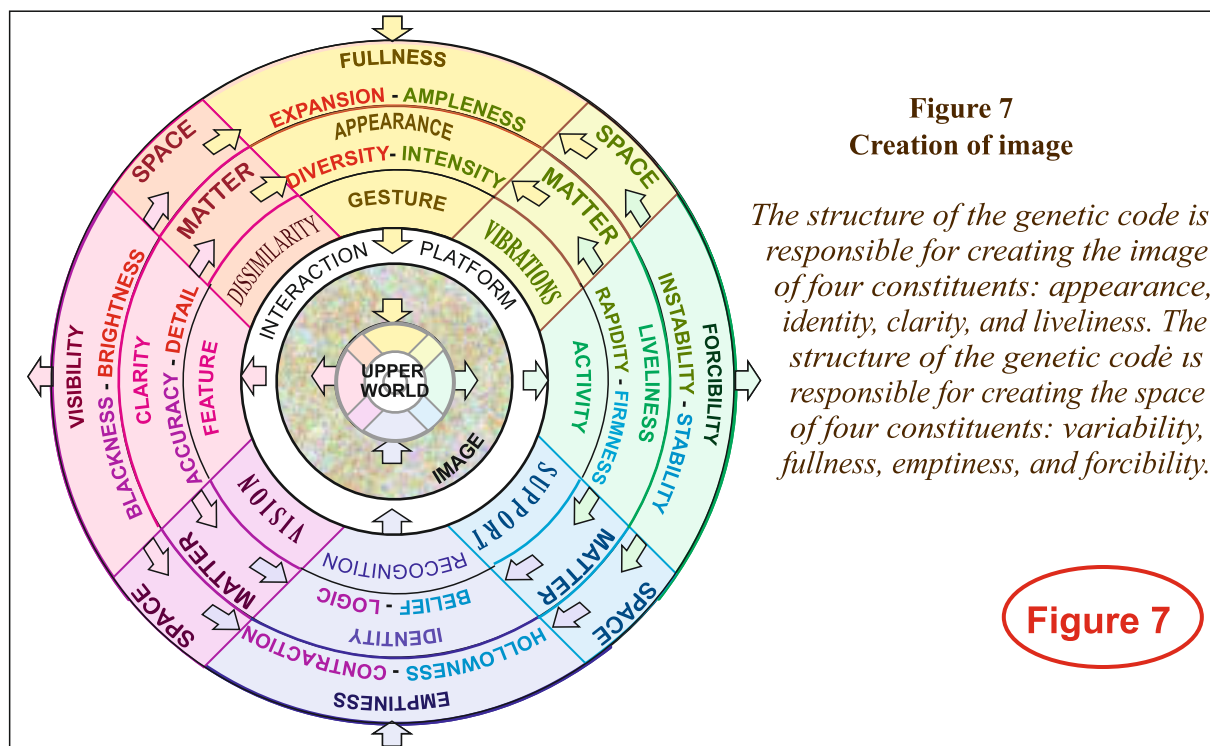 FULLNESS
EXPANSION - AMPLENESS
APPEARANCE
DIVERSITY - INTENSITY
GESTURE
SPACE
MATTER
DISSIMILARITY
SPACE
MATTER
VIBRATIONS
INTERACTION PLATFORM
UPPER
WORLD
IMAGE
VISIBILITY
BLACKNESS - BRIGHTNESS
CLARITY
ACCURACY - DETAIL
FEATURE
ACTIVITY
RAPIDITY - FIRMNESS
LIVELINESS
INSTABILITY - STABILITY
FORCIBILITY
VISION
MATTER
SPACE
SUPPORT
MATTER
SPACE
RECOGNITION
BELIEF - LOGIC
IDENTITY
HOLLOWNESS - CONTRACTION
EMPTINESS
Figure 7
Creation of image
The structure of the genetic code is
responsible for creating the image
of four constituents: appearance,
identity, clarity, and liveliness. The
structure of the genetic codė ıs
responsible for creating the space
of four constituents: variability,
fullness, emptiness, and forcibility.
Figure 7